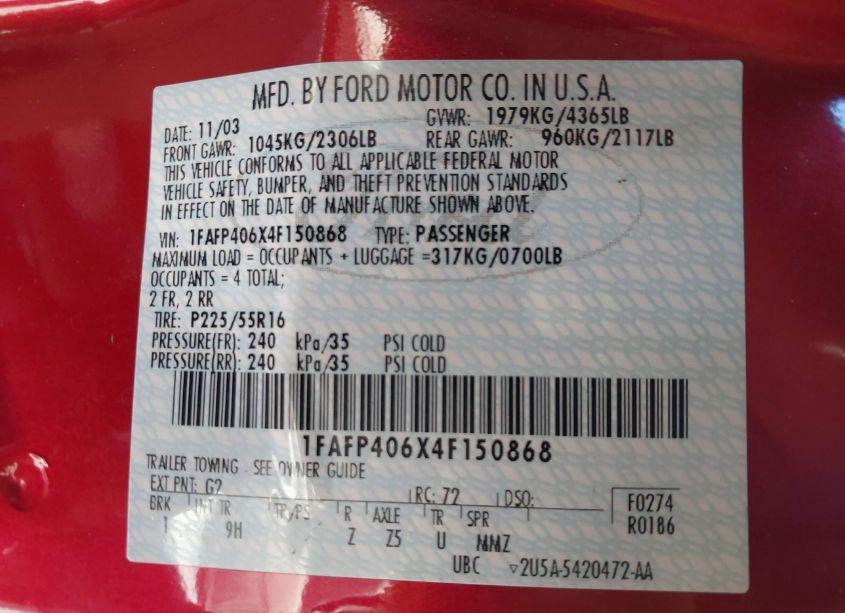 MFD. BY FORD MOTOR CO. IN U.S.A.
DATE: 11/03 GVWR: 1979KG/4365LB
FRONT GAWR: 1045KG/2306LB REAR GAWR: 960KG/2117LB
THIS VEHICLE CONFORMS TO ALL APPLICABLE FEDERAL MOTOR
VEHICLE SAFETY, BUMPER, AND THEFT PREVENTION STANDARDS
IN EFFECT ON THE DATE OF MANUFACTURE SHOWN ABOVE.
VIN: 1FAFP406X4F150868 TYPE: PASSENGER
MAXIMUM LOAD = OCCUPANTS + LUGGAGE =317KG/0700LB
OCCUPANTS = 4 TOTAL;
2 FR, 2 RR
TIRE: P225/55R16
PRESSURE(FR): 240 kPa/35 PSI COLD
PRESSURE(RR): 240 kPa/35 PSI COLD
1FAFP406X4F150868
TRAILER TOWING - SEE OWNER GUIDE
EXT PNT: G2 RC: 72 DSO: F0274
BRK INT TR TP/PS R AXLE TR SPR R0186
1 9H Z Z5 U MMZ
UBC ▽2U5A-5420472-AA